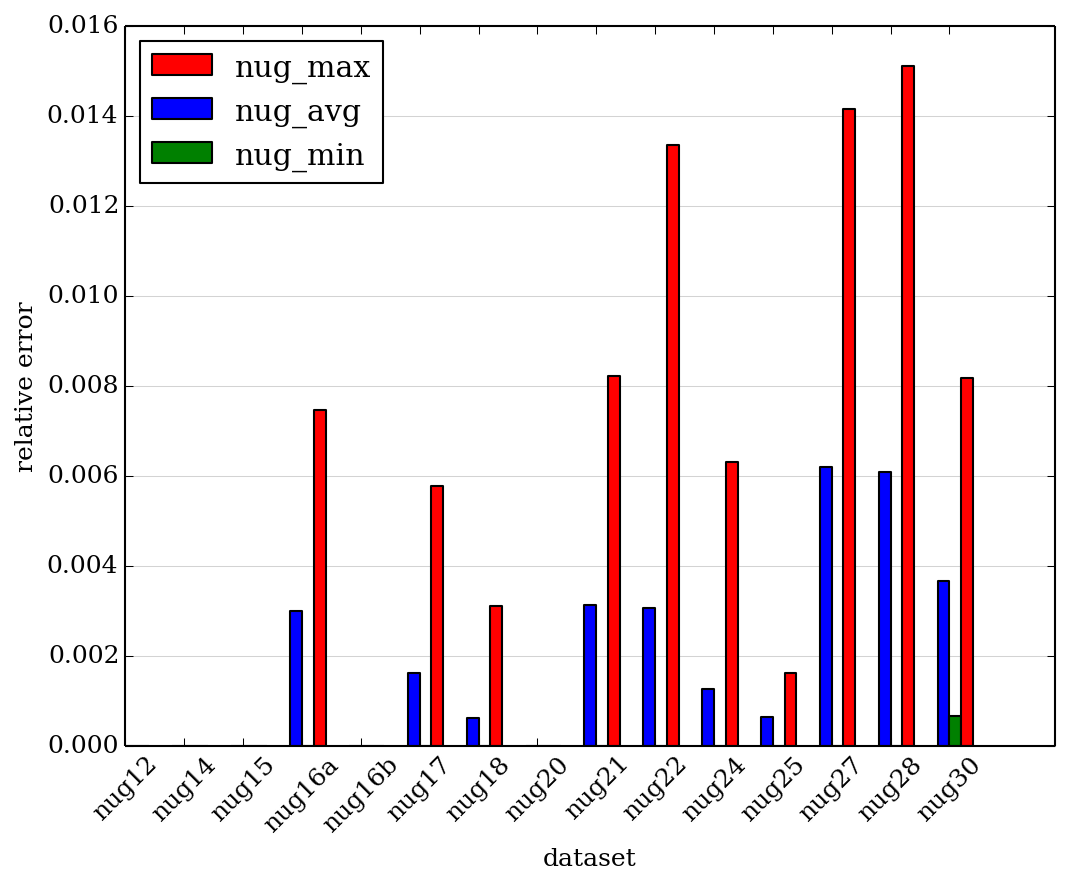 0.016
0.014
0.012
0.010
0.008
0.006
0.004
0.002
0.000
relative error
nug_max
nug_avg
nug_min
nug12
nug14
nug15
nug16a
nug16b
nug17
nug18
nug20
nug21
nug22
nug24
nug25
nug27
nug28
nug30
dataset